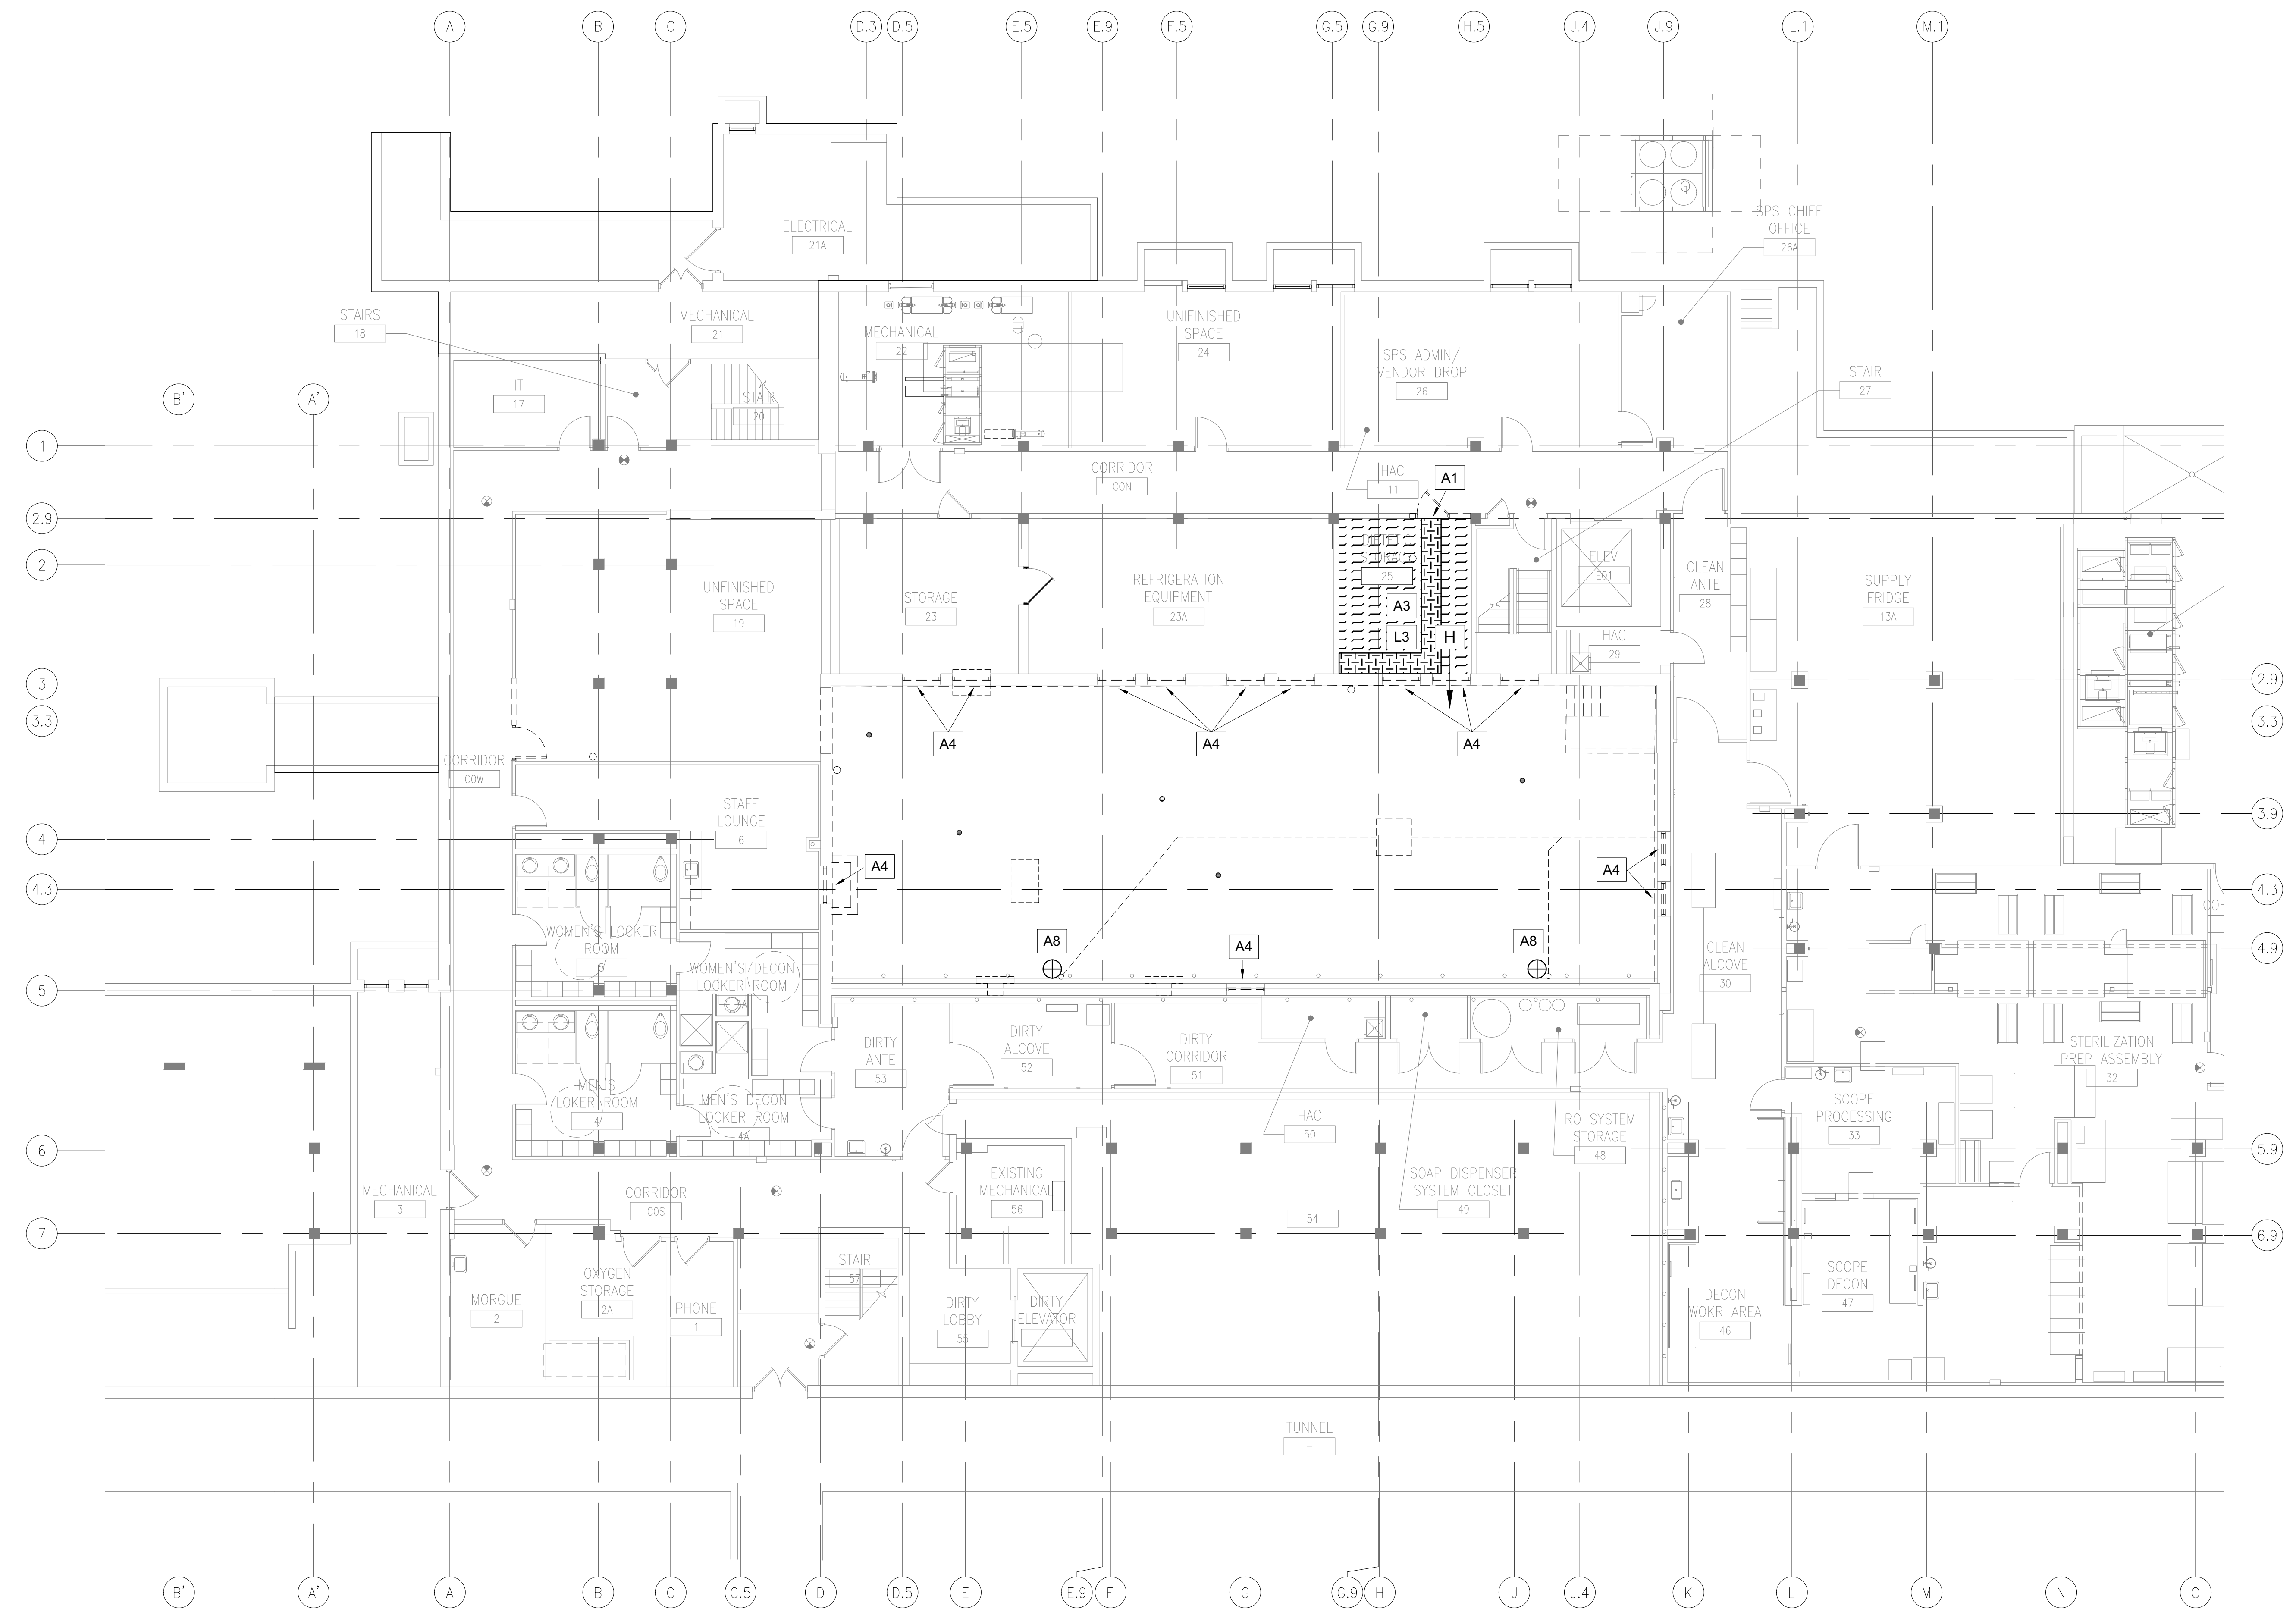 A
B
C
D.3
D.5
E.5
E.9
F.5
G.5
G.9
H.5
J.4
J.9
L.1
M.1
ELECTRICAL
21A
SPS CHIEF
OFFICE
26A
STAIRS
18
MECHANICAL
21
MECHANICAL
22
UNIFINISHED
SPACE
24
SPS ADMIN/
VENDOR DROP
26
STAIR
27
IT
17
STAIR
20
B'
A'
1
CORRIDOR
CON
HAC
11
A1
2.9
2
UNFINISHED
SPACE
19
STORAGE
23
REFRIGERATION
EQUIPMENT
23A
STORAGE
25
A3
L3
H
ELEV
E01
CLEAN
ANTE
28
HAC
29
SUPPLY
FRIDGE
13A
3
2.9
3.3
3.3
A4
A4
A4
CORRIDOR
COW
STAFF
LOUNGE
6
4
3.9
A4
A4
4.3
4.3
WOMEN'S LOCKER
ROOM
5
WOMEN'S DECON
LOCKER ROOM
5A
A8
A4
A8
CLEAN
ALCOVE
30
COR
4.9
5
DIRTY
ANTE
53
DIRTY
ALCOVE
52
DIRTY
CORRIDOR
51
STERILIZATION
PREP ASSEMBLY
32
MEN'S
LOKER ROOM
4
MEN'S DECON
LOCKER ROOM
4A
HAC
50
RO SYSTEM
STORAGE
48
SCOPE
PROCESSING
33
6
5.9
MECHANICAL
3
CORRIDOR
COS
EXISTING
MECHANICAL
56
SOAP DISPENSER
SYSTEM CLOSET
49
54
7
6.9
MORGUE
2
OXYGEN
STORAGE
2A
PHONE
1
STAIR
57
DIRTY
LOBBY
55
DIRTY
ELEVATOR
DECON
WOKR AREA
46
SCOPE
DECON
47
TUNNEL
—
B'
A'
A
B
C
C.5
D
D.5
E
E.9
F
G
G.9
H
J
J.4
K
L
M
N
O